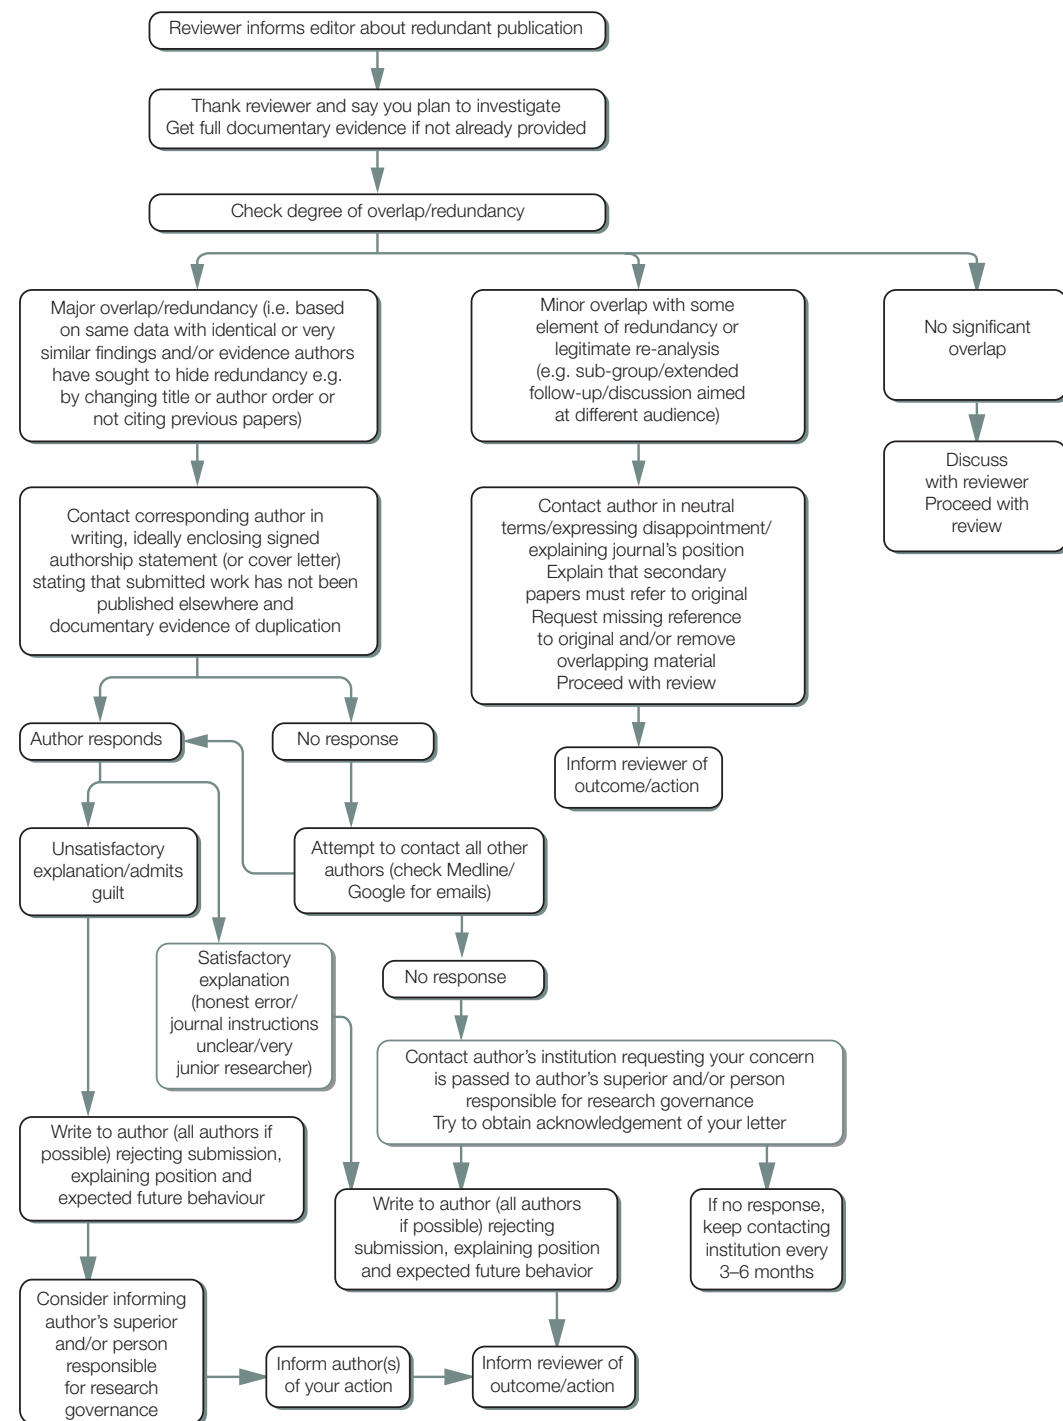 Reviewer informs editor about redundant publication
Thank reviewer and say you plan to investigate
Get full documentary evidence if not already provided
Check degree of overlap/redundancy
Major overlap/redundancy (i.e. based
on same data with identical or very
similar findings and/or evidence authors
have sought to hide redundancy e.g.
by changing title or author order or
not citing previous papers)
Minor overlap with some
element of redundancy or
legitimate re-analysis
(e.g. sub-group/extended
follow-up/discussion aimed
at different audience)
No significant
overlap
Discuss
with reviewer
Proceed with
review
Contact corresponding author in
writing, ideally enclosing signed
authorship statement (or cover letter)
stating that submitted work has not been
published elsewhere and
documentary evidence of duplication
Contact author in neutral
terms/expressing disappointment/
explaining journal's position
Explain that secondary
papers must refer to original
Request missing reference
to original and/or remove
overlapping material
Proceed with review
Author responds
No response
Inform reviewer of
outcome/action
Unsatisfactory
explanation/admits
guilt
Attempt to contact all other
authors (check Medline/
Google for emails)
Satisfactory
explanation
(honest error/
journal instructions
unclear/very
junior researcher)
No response
Contact author's institution requesting your concern
is passed to author's superior and/or person
responsible for research governance
Try to obtain acknowledgement of your letter
Write to author (all authors if
possible) rejecting submission,
explaining position and
expected future behaviour
Write to author (all authors
if possible) rejecting
submission, explaining position
and expected future behavior
If no response,
keep contacting
institution every
3–6 months
Consider informing
author's superior
and/or person
responsible
for research
governance
Inform author(s)
of your action
Inform reviewer of
outcome/action